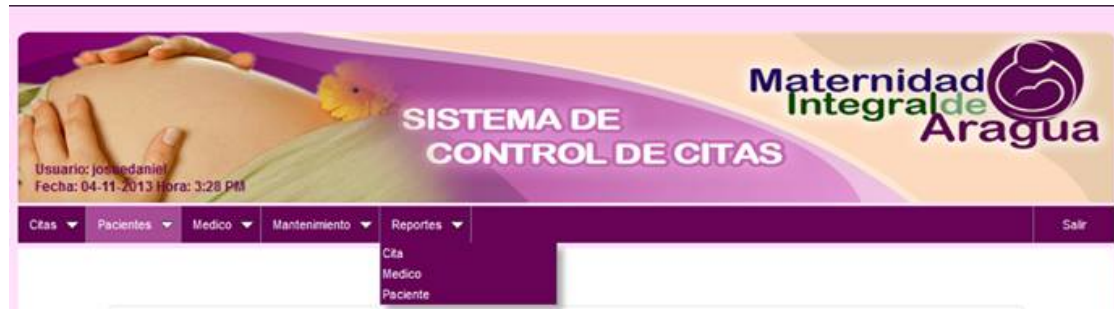 Maternidad
Integral de
Aragua
SISTEMA DE
CONTROL DE CITAS
Usuario: josuedaniel
Fecha: 04-11-2013 Hora: 3:28 PM
Citas Pacientes Medico Mantenimiento Reportes Salir
Cita
Medico
Paciente